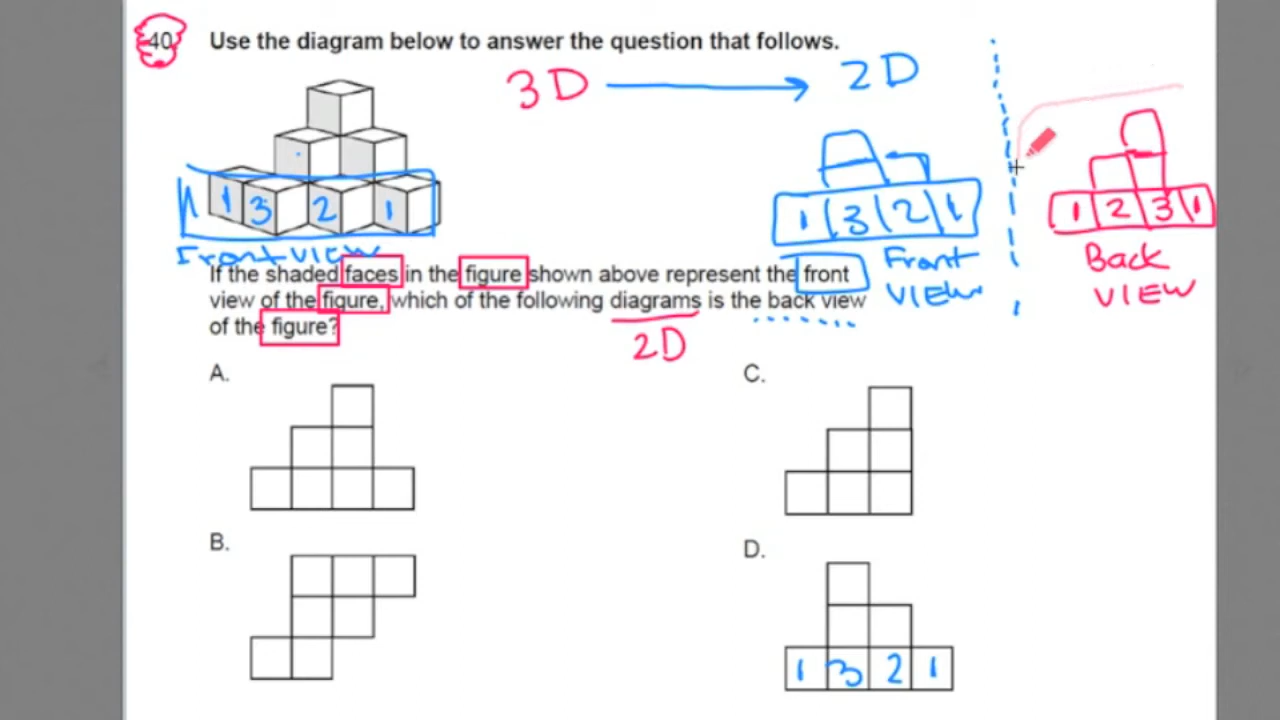 40 Use the diagram below to answer the question that follows.
3D 2D
1 3 2 1
Front view
1 3 2 1
Front
VIEW
1 2 3 1
Back
VIEW
If the shaded faces in the figure shown above represent the front
view of the figure, which of the following diagrams is the back view
of the figure?
2D
A.
C.
B.
D.
1 3 2 1